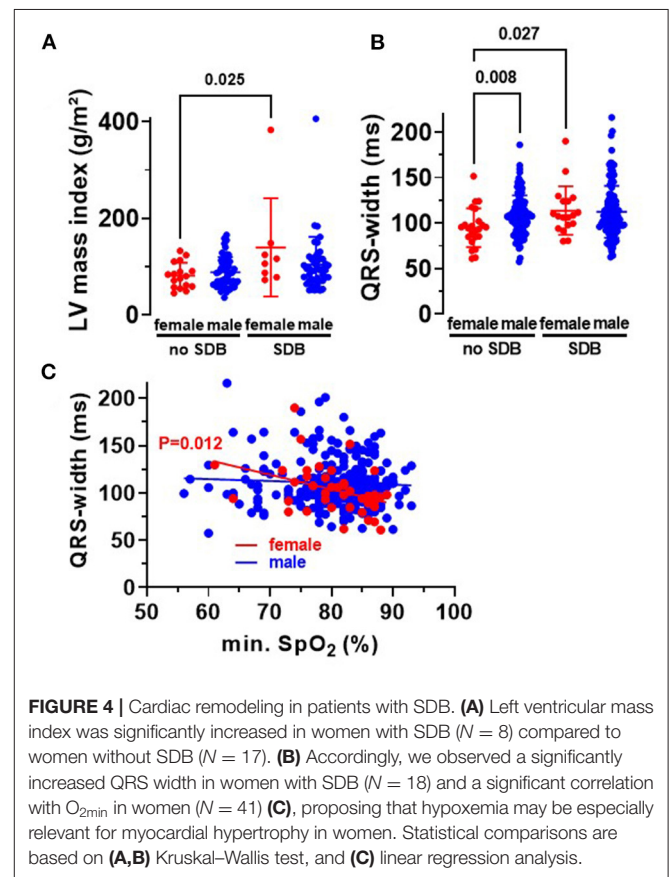 A
B
0.025
0.027
0.008
LV mass index (g/m²)
400
200
0
female male female male
no SDB SDB
QRS-width (ms)
200
150
100
50
0
female male female male
no SDB SDB
C
QRS-width (ms)
200
150
100
50
0
P=0.012
female
male
50 60 70 80 90 100
min. SpO₂ (%)
FIGURE 4 | Cardiac remodeling in patients with SDB. (A) Left ventricular mass
index was significantly increased in women with SDB (N = 8) compared to
women without SDB (N = 17). (B) Accordingly, we observed a significantly
increased QRS width in women with SDB (N = 18) and a significant correlation
with O₂min in women (N = 41) (C), proposing that hypoxemia may be especially
relevant for myocardial hypertrophy in women. Statistical comparisons are
based on (A,B) Kruskal–Wallis test, and (C) linear regression analysis.